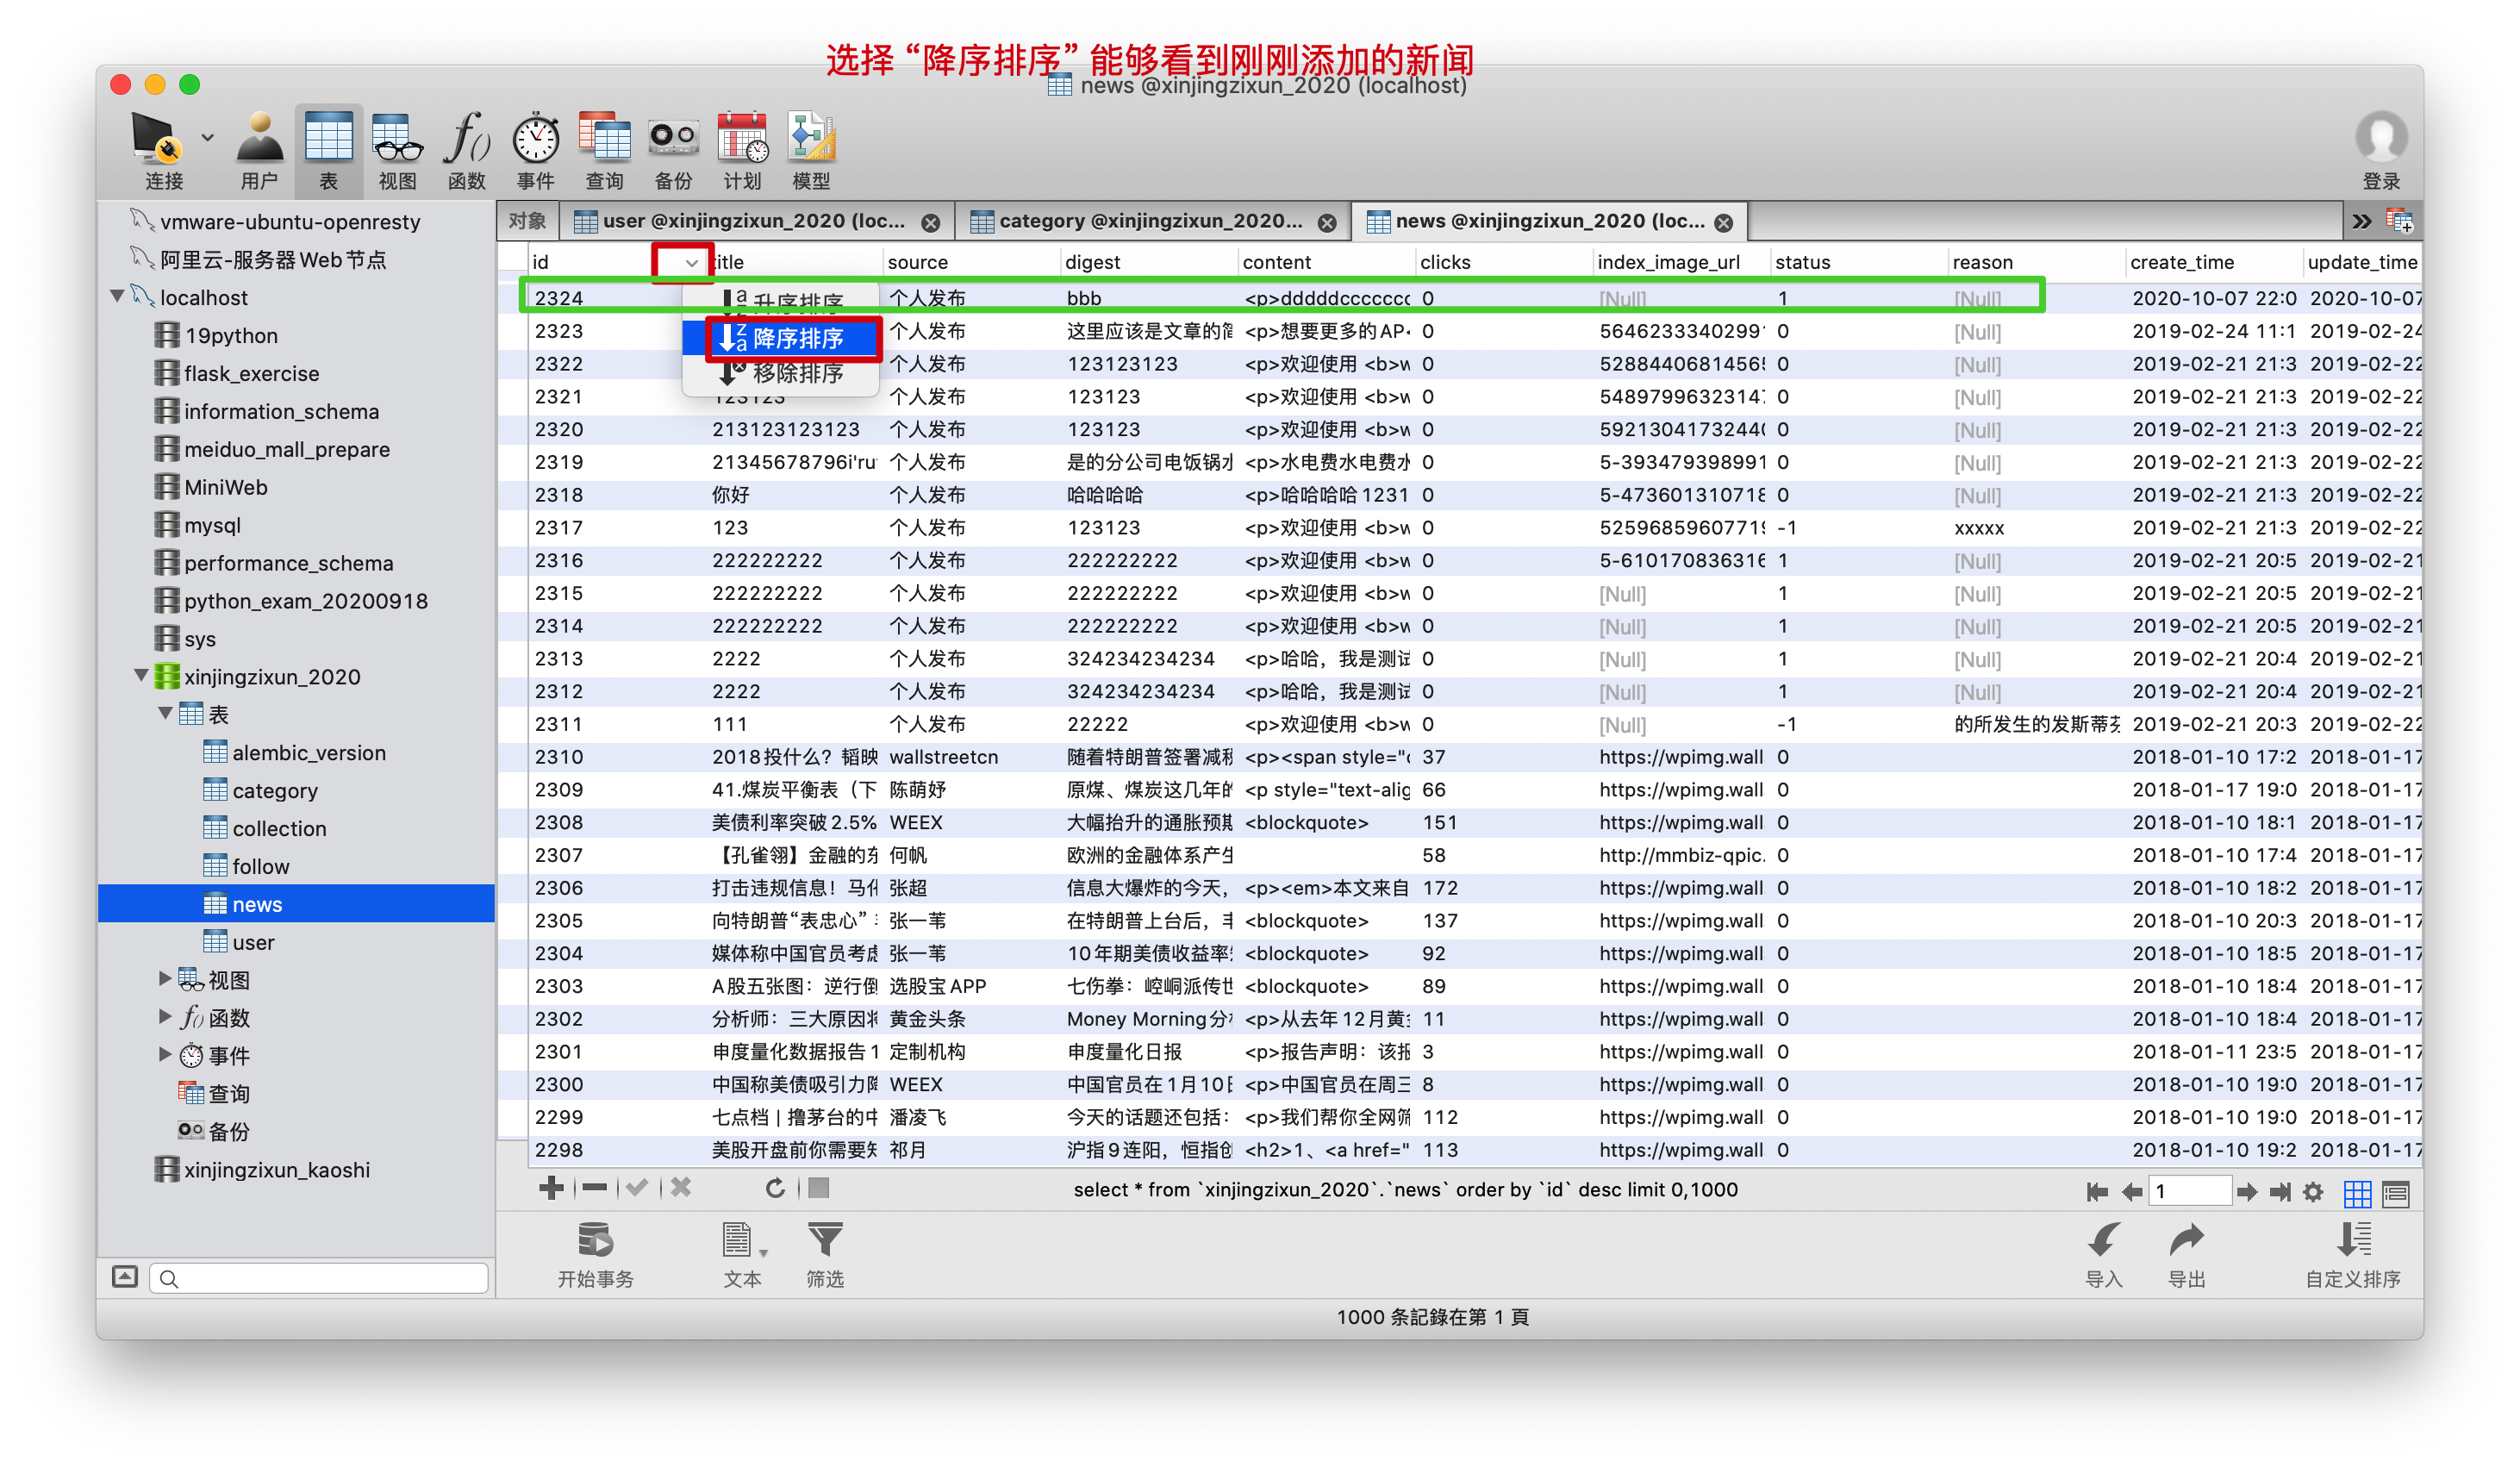 选择 “降序排序” 能够看到刚刚添加的新闻
news @xinjingzixun_2020 (localhost)
连接 用户 表 视图 函数 事件 查询 备份 计划 模型 登录
vmware-ubuntu-openresty
阿里云-服务器Web节点
localhost
19python
flask_exercise
information_schema
meiduo_mall_prepare
MiniWeb
mysql
performance_schema
python_exam_20200918
sys
xinjingzixun_2020
表
alembic_version
category
collection
follow
news
user
视图
函数
事件
查询
备份
xinjingzixun_kaoshi
对象 user @xinjingzixun_2020 (loc... category @xinjingzixun_2020... news @xinjingzixun_2020 (loc...
id title source digest content clicks index_image_url status reason create_time update_time
2324 个人发布 bbb <p>dddddccccccc 0 [Null] 1 [Null] 2020-10-07 22:0 2020-10-07
升序排序
2323 个人发布 这里应该是文章的简 <p>想要更多的AP< 0 5646233340299 0 [Null] 2019-02-24 11:1 2019-02-24
降序排序
2322 个人发布 123123123 <p>欢迎使用 <b>w 0 5288440681456 0 [Null] 2019-02-21 21:3 2019-02-22
移除排序
2321 123123 个人发布 123123 <p>欢迎使用 <b>w 0 5489799632314 0 [Null] 2019-02-21 21:3 2019-02-22
2320 213123123123 个人发布 123123 <p>欢迎使用 <b>w 0 5921304173244 0 [Null] 2019-02-21 21:3 2019-02-22
2319 21345678796i'ru 个人发布 是的分公司电饭锅水 <p>水电费水电费水 0 5-393479398991 0 [Null] 2019-02-21 21:3 2019-02-22
2318 你好 个人发布 哈哈哈哈 <p>哈哈哈哈1231 0 5-473601310718 0 [Null] 2019-02-21 21:3 2019-02-22
2317 123 个人发布 123123 <p>欢迎使用 <b>w 0 5259685960771 -1 xxxxx 2019-02-21 21:3 2019-02-22
2316 222222222 个人发布 222222222 <p>欢迎使用 <b>w 0 5-610170836316 1 [Null] 2019-02-21 20:5 2019-02-21
2315 222222222 个人发布 222222222 <p>欢迎使用 <b>w 0 [Null] 1 [Null] 2019-02-21 20:5 2019-02-21
2314 222222222 个人发布 222222222 <p>欢迎使用 <b>w 0 [Null] 1 [Null] 2019-02-21 20:5 2019-02-21
2313 2222 个人发布 324234234234 <p>哈哈，我是测试 0 [Null] 1 [Null] 2019-02-21 20:4 2019-02-21
2312 2222 个人发布 324234234234 <p>哈哈，我是测试 0 [Null] 1 [Null] 2019-02-21 20:4 2019-02-21
2311 111 个人发布 22222 <p>欢迎使用 <b>w 0 [Null] -1 的所发生的发斯蒂芬 2019-02-21 20:3 2019-02-22
2310 2018投什么？韬映 wallstreetcn 随着特朗普签署减税 <p><span style="c 37 https://wpimg.wall 0 2018-01-10 17:2 2018-01-17
2309 41.煤炭平衡表（下 陈萌妤 原煤、煤炭这几年的 <p style="text-alig 66 https://wpimg.wall 0 2018-01-17 19:0 2018-01-17
2308 美债利率突破2.5% WEEX 大幅抬升的通胀预期 <blockquote> 151 https://wpimg.wall 0 2018-01-10 18:1 2018-01-17
2307 【孔雀翎】金融的东 何帆 欧洲的金融体系产生 58 http://mmbiz-qpic. 0 2018-01-10 17:4 2018-01-17
2306 打击违规信息！马化 张超 信息大爆炸的今天， <p><em>本文来自 172 https://wpimg.wall 0 2018-01-10 18:2 2018-01-17
2305 向特朗普“表忠心” 张一苇 在特朗普上台后， <blockquote> 137 https://wpimg.wall 0 2018-01-10 20:3 2018-01-17
2304 媒体称中国官员考虑 张一苇 10年期美债收益率 <blockquote> 92 https://wpimg.wall 0 2018-01-10 18:5 2018-01-17
2303 A股五张图：逆行倒 选股宝APP 七伤拳：崆峒派传世 <blockquote> 89 https://wpimg.wall 0 2018-01-10 18:4 2018-01-17
2302 分析师：三大原因将 黄金头条 Money Morning分析 <p>从去年12月黄金 11 https://wpimg.wall 0 2018-01-10 18:4 2018-01-17
2301 申度量化数据报告1 定制机构 申度量化日报 <p>报告声明：该报 3 https://wpimg.wall 0 2018-01-11 23:5 2018-01-17
2300 中国称美债吸引力降 WEEX 中国官员在1月10日 <p>中国官员在周三 8 https://wpimg.wall 0 2018-01-10 19:0 2018-01-17
2299 七点档 | 撸茅台的中 潘凌飞 今天的话题还包括： <p>我们帮你全网筛 112 https://wpimg.wall 0 2018-01-10 19:0 2018-01-17
2298 美股开盘前你需要知 祁月 沪指9连阳，恒指创 <h2>1、<a href=" 113 https://wpimg.wall 0 2018-01-10 19:2 2018-01-17
select * from `xinjingzixun_2020`.`news` order by `id` desc limit 0,1000 1
开始事务 文本 筛选 导入 导出 自定义排序
1000 条記錄在第 1 頁